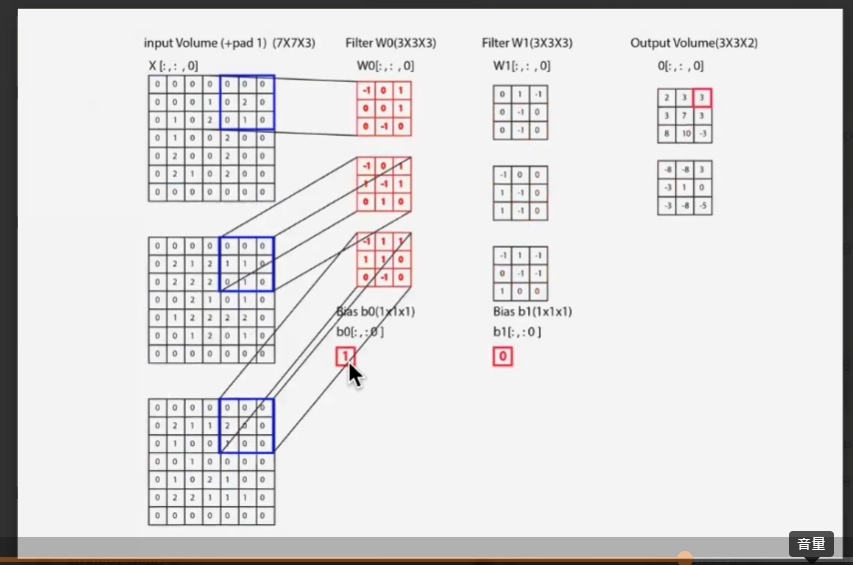 input Volume (+pad 1) (7X7X3)
X [: , : , 0]
0 0 0 0 0 0 0
0 0 0 1 0 2 0
0 1 0 2 0 1 0
0 1 0 0 2 0 0
0 2 0 0 2 0 0
0 2 1 0 2 0 0
0 0 0 0 0 0 0
0 0 0 0 0 0 0
0 2 1 2 1 1 0
0 2 2 2 0 1 0
0 0 2 1 0 1 0
0 1 2 2 2 2 0
0 0 1 2 0 1 0
0 0 0 0 0 0 0
0 0 0 0 0 0 0
0 2 1 1 2 0 0
0 1 0 0 1 0 0
0 0 1 0 0 0 0
0 1 0 2 1 0 0
0 2 2 1 1 1 0
0 0 0 0 0 0 0
Filter W0(3X3X3)
W0[: , : , 0]
-1 0 1
0 0 1
0 -1 0
-1 0 1
1 -1 1
0 1 0
-1 1 1
1 1 0
0 -1 0
Bias b0(1x1x1)
b0[: , : 0 ]
1
Filter W1(3X3X3)
W1[: , : , 0]
0 1 -1
0 -1 0
0 -1 0
-1 0 0
1 -1 0
1 -1 0
-1 1 -1
0 -1 -1
1 0 0
Bias b1(1x1x1)
b1[: , : 0 ]
0
Output Volume(3X3X2)
0[: , : , 0]
2 3 3
3 7 3
8 10 -3
-8 -8 3
-3 1 0
-3 -8 -5
音量